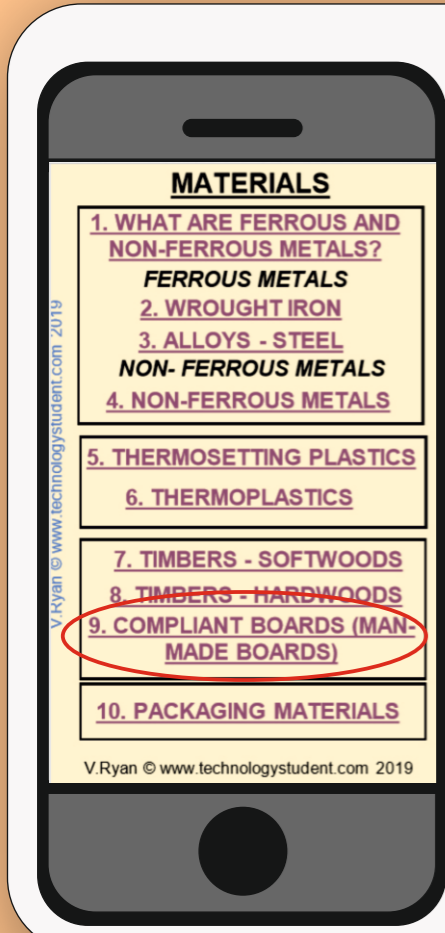 MATERIALS
1. WHAT ARE FERROUS AND
NON-FERROUS METALS?
FERROUS METALS
2. WROUGHT IRON
3. ALLOYS - STEEL
NON- FERROUS METALS
4. NON-FERROUS METALS
5. THERMOSETTING PLASTICS
6. THERMOPLASTICS
7. TIMBERS - SOFTWOODS
8. TIMBERS - HARDWOODS
9. COMPLIANT BOARDS (MAN-
MADE BOARDS)
10. PACKAGING MATERIALS
V.Ryan © www.technologystudent.com 2019
V.Ryan © www.technologystudent.com 2019